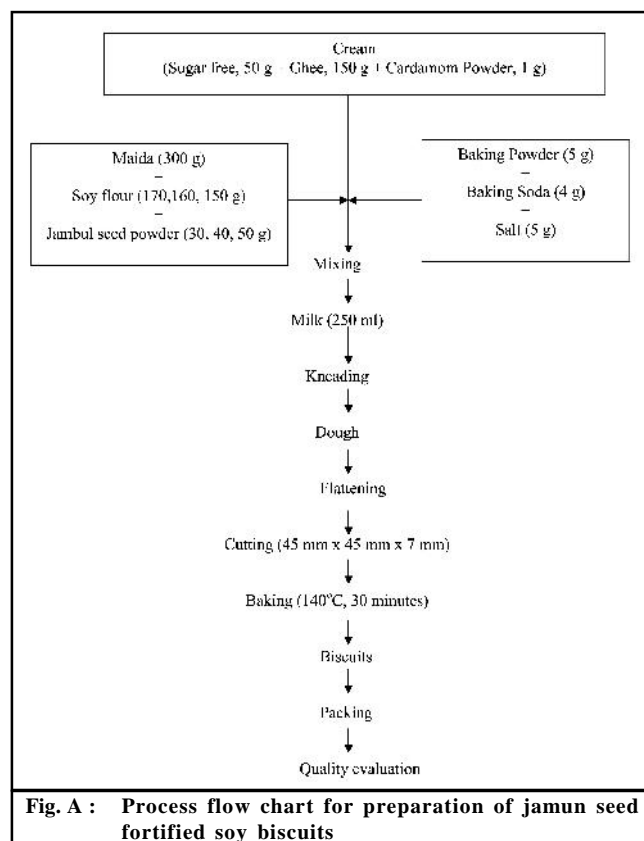 Cream
(Sugar free, 50 g – Ghee, 150 g + Cardamom Powder, 1 g)
Maida (300 g)
–
Soy flour (170,160, 150 g)
–
Jambul seed powder (30, 40, 50 g)
Baking Powder (5 g)
–
Baking Soda (4 g)
–
Salt (5 g)
Mixing
Milk (250 ml)
Kneading
Dough
Flattening
Cutting (45 mm x 45 mm x 7 mm)
Baking (140°C, 30 minutes)
Biscuits
Packing
Quality evaluation
Fig. A : Process flow chart for preparation of jamun seed
fortified soy biscuits